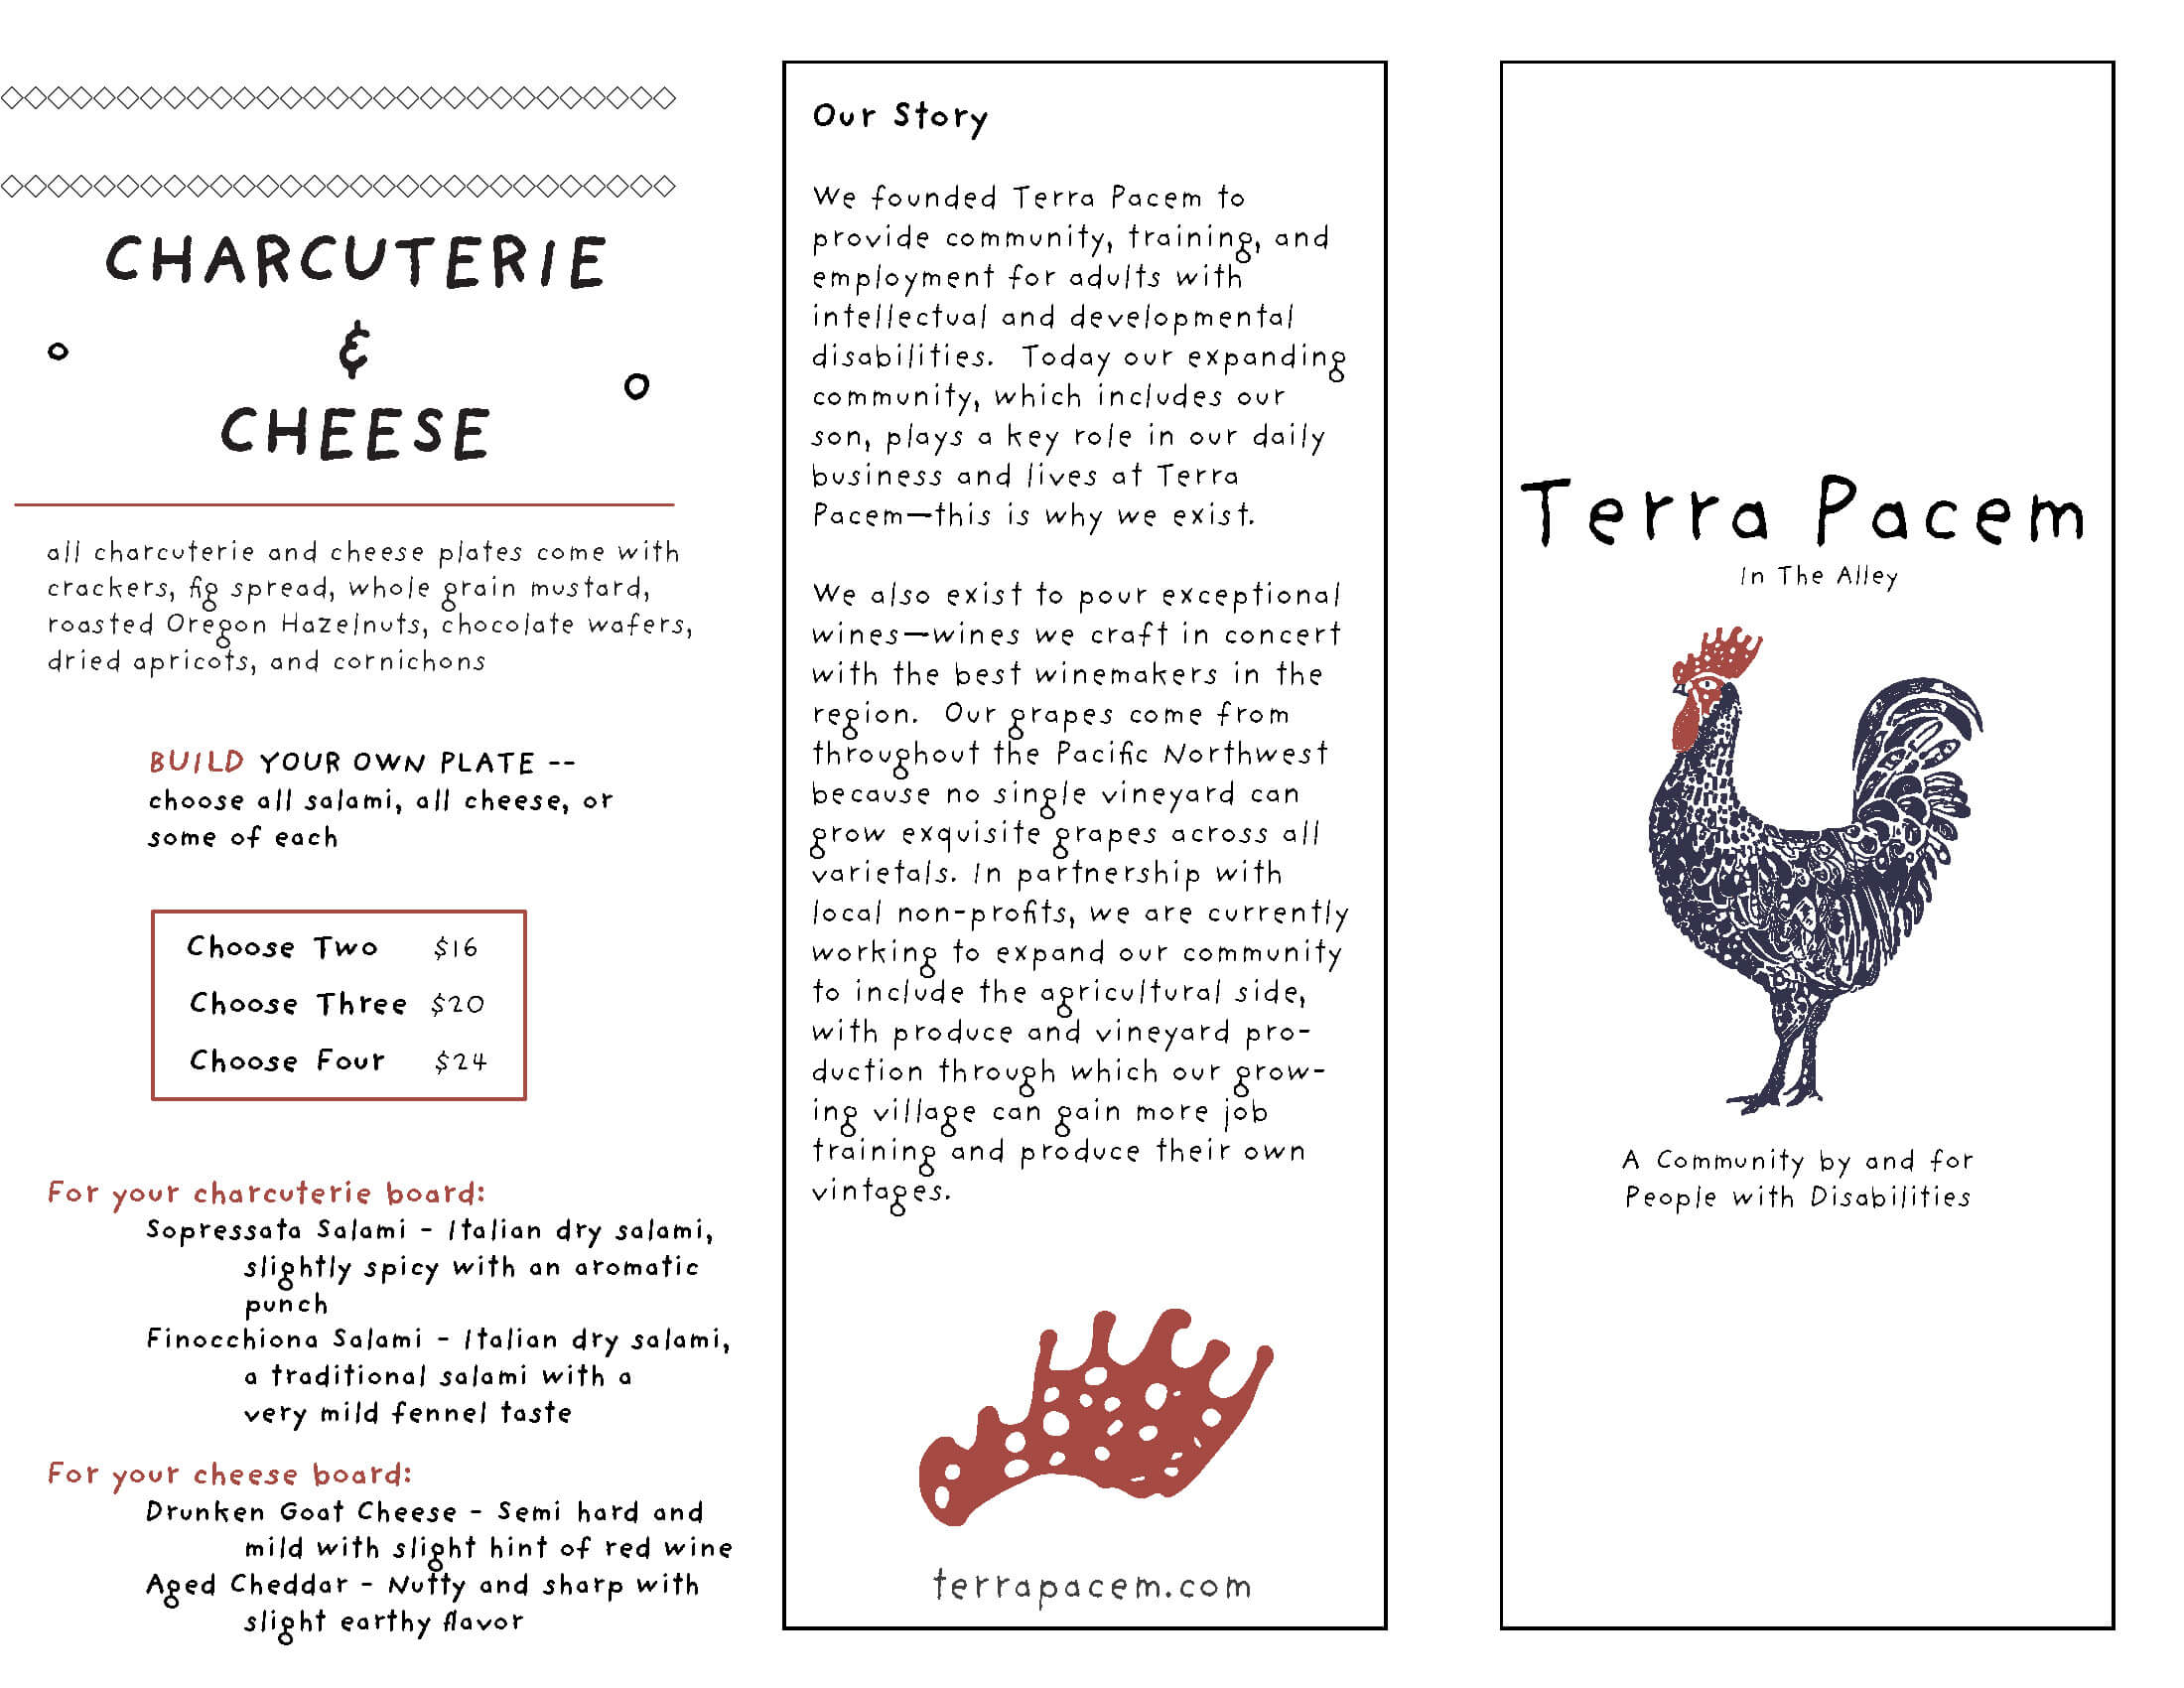 CHARCUTERIE
&
CHEESE
all charcuterie and cheese plates come with
crackers, fig spread, whole grain mustard,
roasted Oregon Hazelnuts, chocolate wafers,
dried apricots, and cornichons
BUILD YOUR OWN PLATE --
choose all salami, all cheese, or
some of each
Choose Two $16
Choose Three $20
Choose Four $24
For your charcuterie board:
Sopressata Salami - Italian dry salami,
slightly spicy with an aromatic
punch
Finocchiona Salami - Italian dry salami,
a traditional salami with a
very mild fennel taste
For your cheese board:
Drunken Goat Cheese - Semi hard and
mild with slight hint of red wine
Aged Cheddar - Nutty and sharp with
slight earthy flavor
Our Story
We founded Terra Pacem to
provide community, training, and
employment for adults with
intellectual and developmental
disabilities. Today our expanding
community, which includes our
son, plays a key role in our daily
business and lives at Terra
Pacem—this is why we exist.
We also exist to pour exceptional
wines—wines we craft in concert
with the best winemakers in the
region. Our grapes come from
throughout the Pacific Northwest
because no single vineyard can
grow exquisite grapes across all
varietals. In partnership with
local non-profits, we are currently
working to expand our community
to include the agricultural side,
with produce and vineyard pro-
duction through which our grow-
ing village can gain more job
training and produce their own
vintages.
terrapacem.com
Terra Pacem
In The Alley
A Community by and for
People with Disabilities